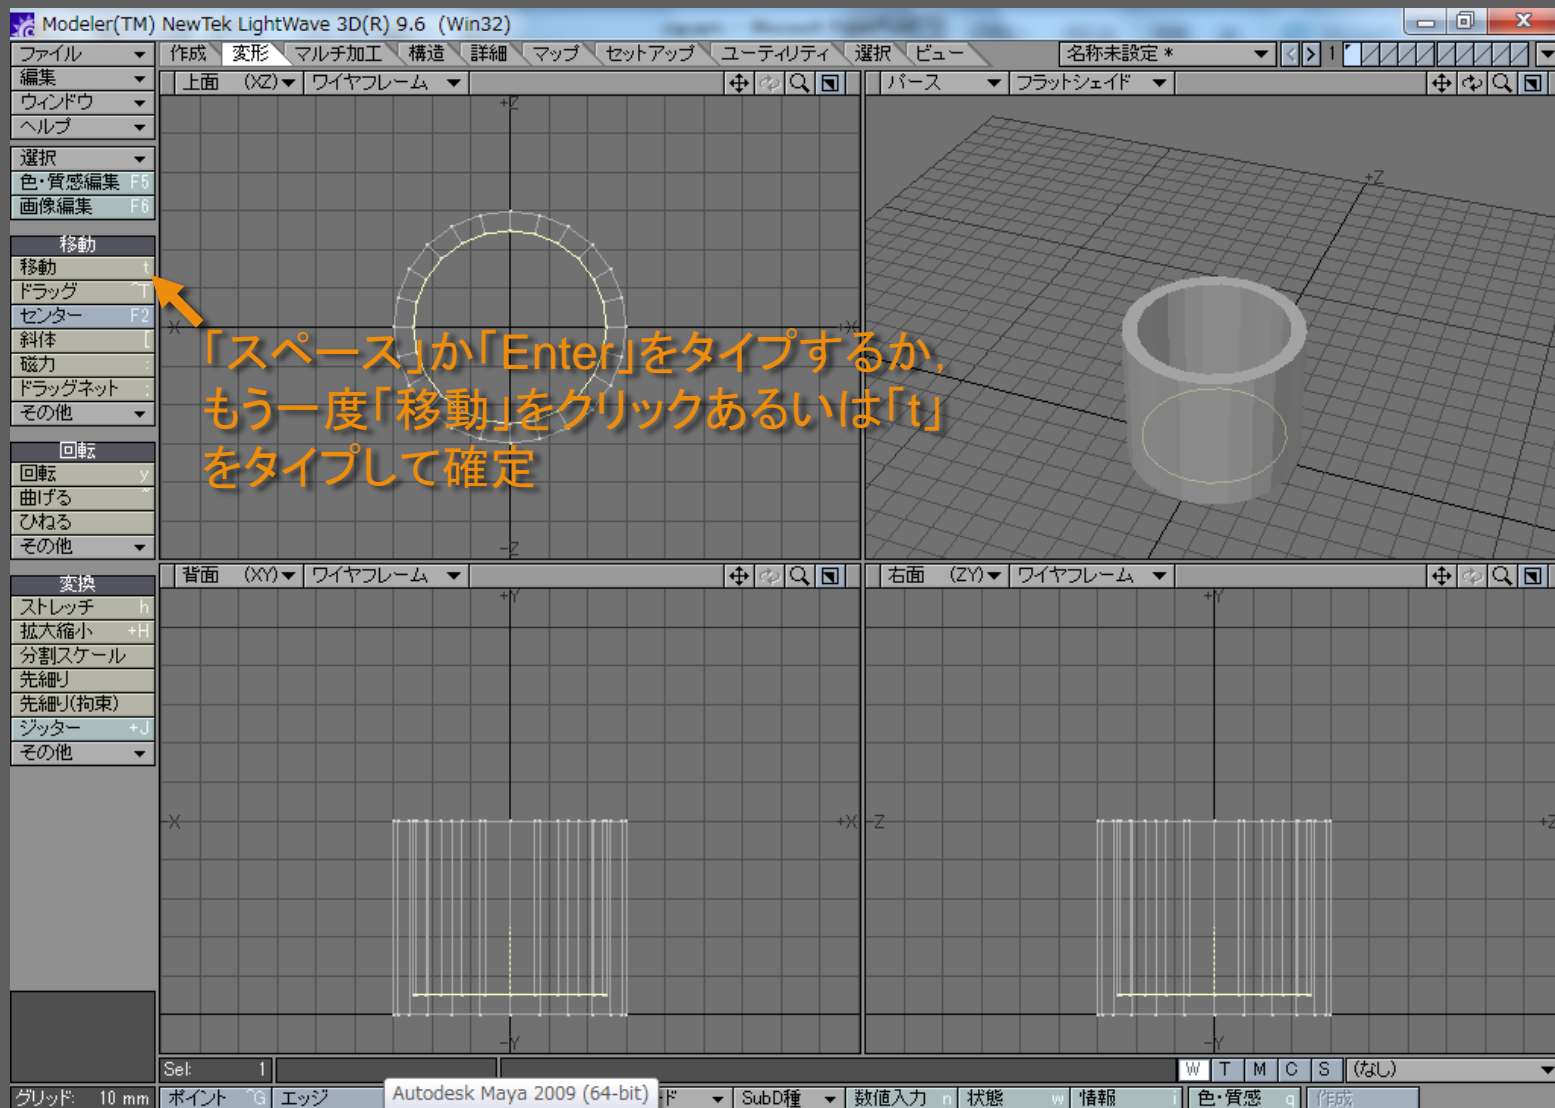 Modeler(TM) NewTek LightWave 3D(R) 9.6 (Win32)
ファイル 作成 変形 マルチ加工 構造 詳細 マップ セットアップ ユーティリティ 選択 ビュー 名称未設定 * 1
編集 上面 (XZ) ワイヤフレーム パース フラットシェイド
ウィンドウ
ヘルプ
選択
色・質感編集 F5
画像編集 F6
移動
移動 t
ドラッグ ^T
センター F2
斜体 [
磁力 :
ドラッグネット ;
その他
回転
回転 y
曲げる ~
ひねる
その他
変換
ストレッチ h
拡大縮小 +H
分割スケール
先細り
先細り(拘束)
ジッター +J
その他
+Z
-X
+X
-Z
+Z
「スペース」か「Enter」をタイプするか,
もう一度「移動」をクリックあるいは「t」
をタイプして確定
背面 (XY) ワイヤフレーム 右面 (ZY) ワイヤフレーム
+Y
-X
+X
-Y
+Y
-Z
+Z
-Y
Sel: 1 W T M C S (なし)
グリッド: 10 mm ポイント ^G エッジ Autodesk Maya 2009 (64-bit) ド SubD種 数値入力 n 状態 w 情報 i 色・質感 q 作成